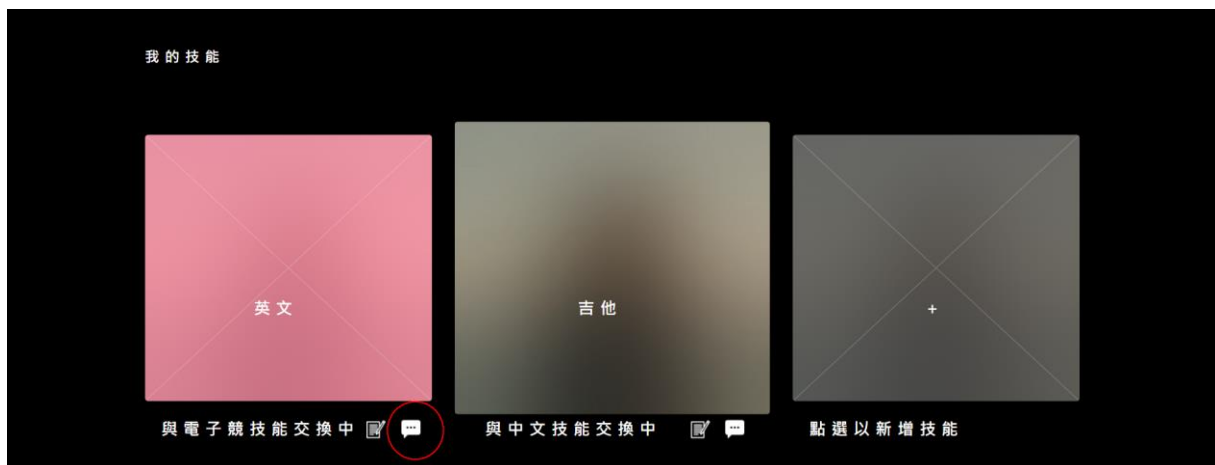 我的技能
英文
吉他
+
與電子競技能交換中
與中文技能交換中
點選以新增技能